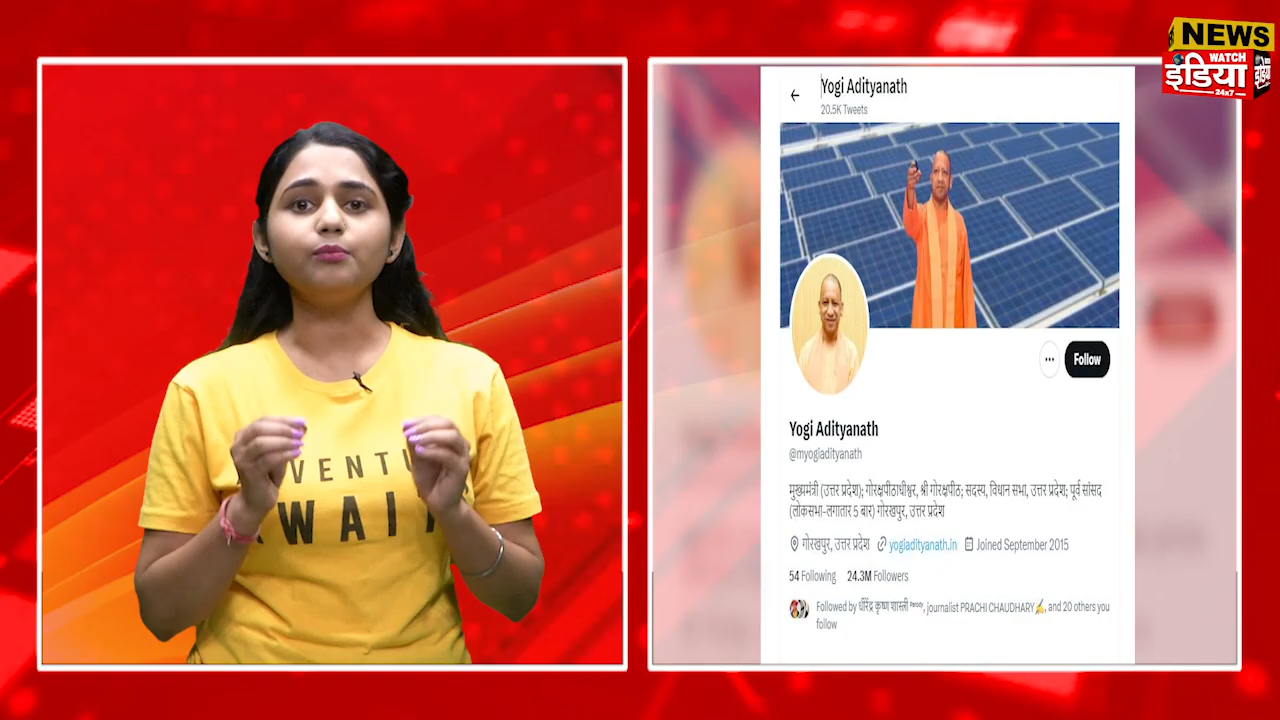 NEWS
WATCH
इंडिया
24x7
VENTU
WAIT
Yogi Adityanath
20.5K Tweets
Follow
Yogi Adityanath
@myogiadityanath
मुख्यमंत्री (उत्तर प्रदेश); गोरक्षपीठाधीश्वर, श्री गोरक्षपीठ; सदस्य, विधान सभा, उत्तर प्रदेश; पूर्व सांसद
(लोकसभा-लगातार 5 बार) गोरखपुर, उत्तर प्रदेश
गोरखपुर, उत्तर प्रदेश yogiadityanath.in Joined September 2015
54 Following 24.3M Followers
Followed by धीरेंद्र कृष्ण शास्त्री Parody, journalist PRACHI CHAUDHARY✍, and 20 others you
follow